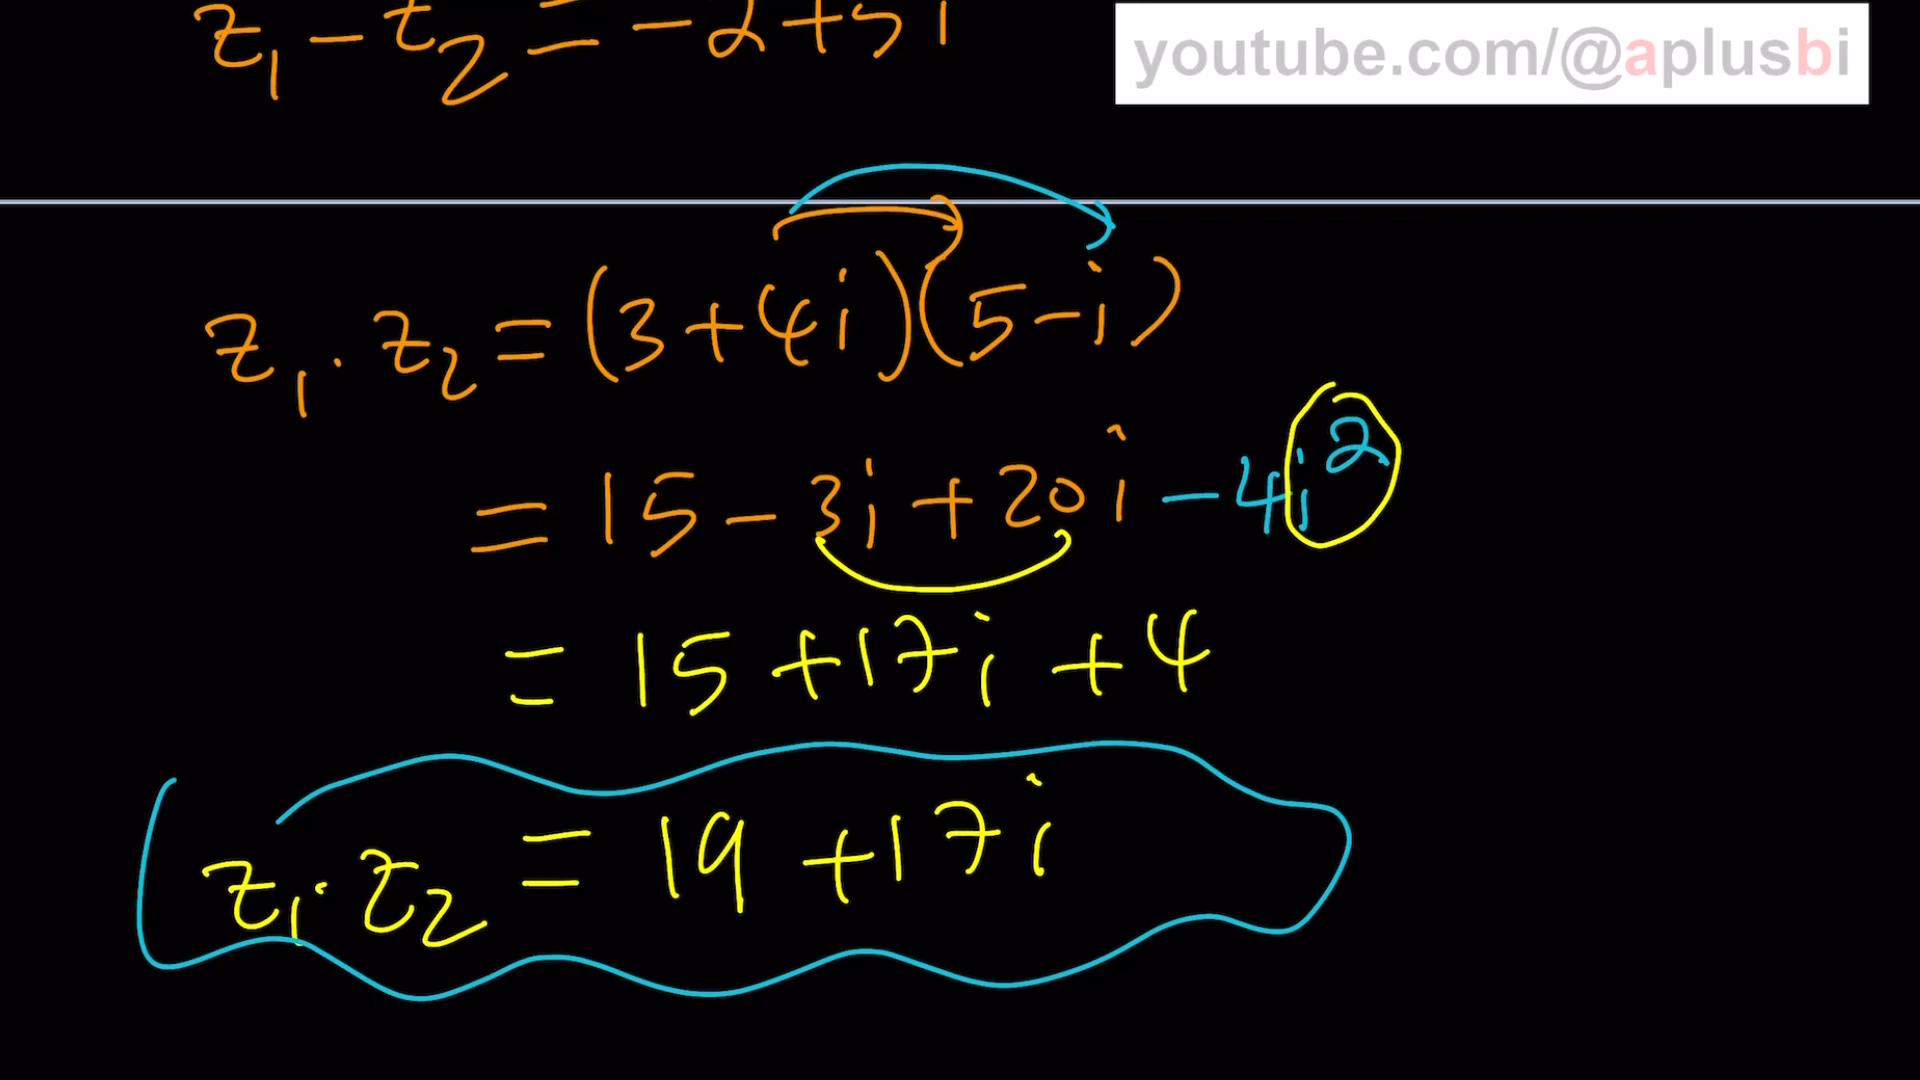 z₁ - z₂ = -2+5i
youtube.com/@aplusbi
z₁ · z₂ = (3+4i)(5-i)
= 15 - 3i + 20i - 4i²
= 15 + 17i + 4
z₁ · z₂ = 19 + 17i